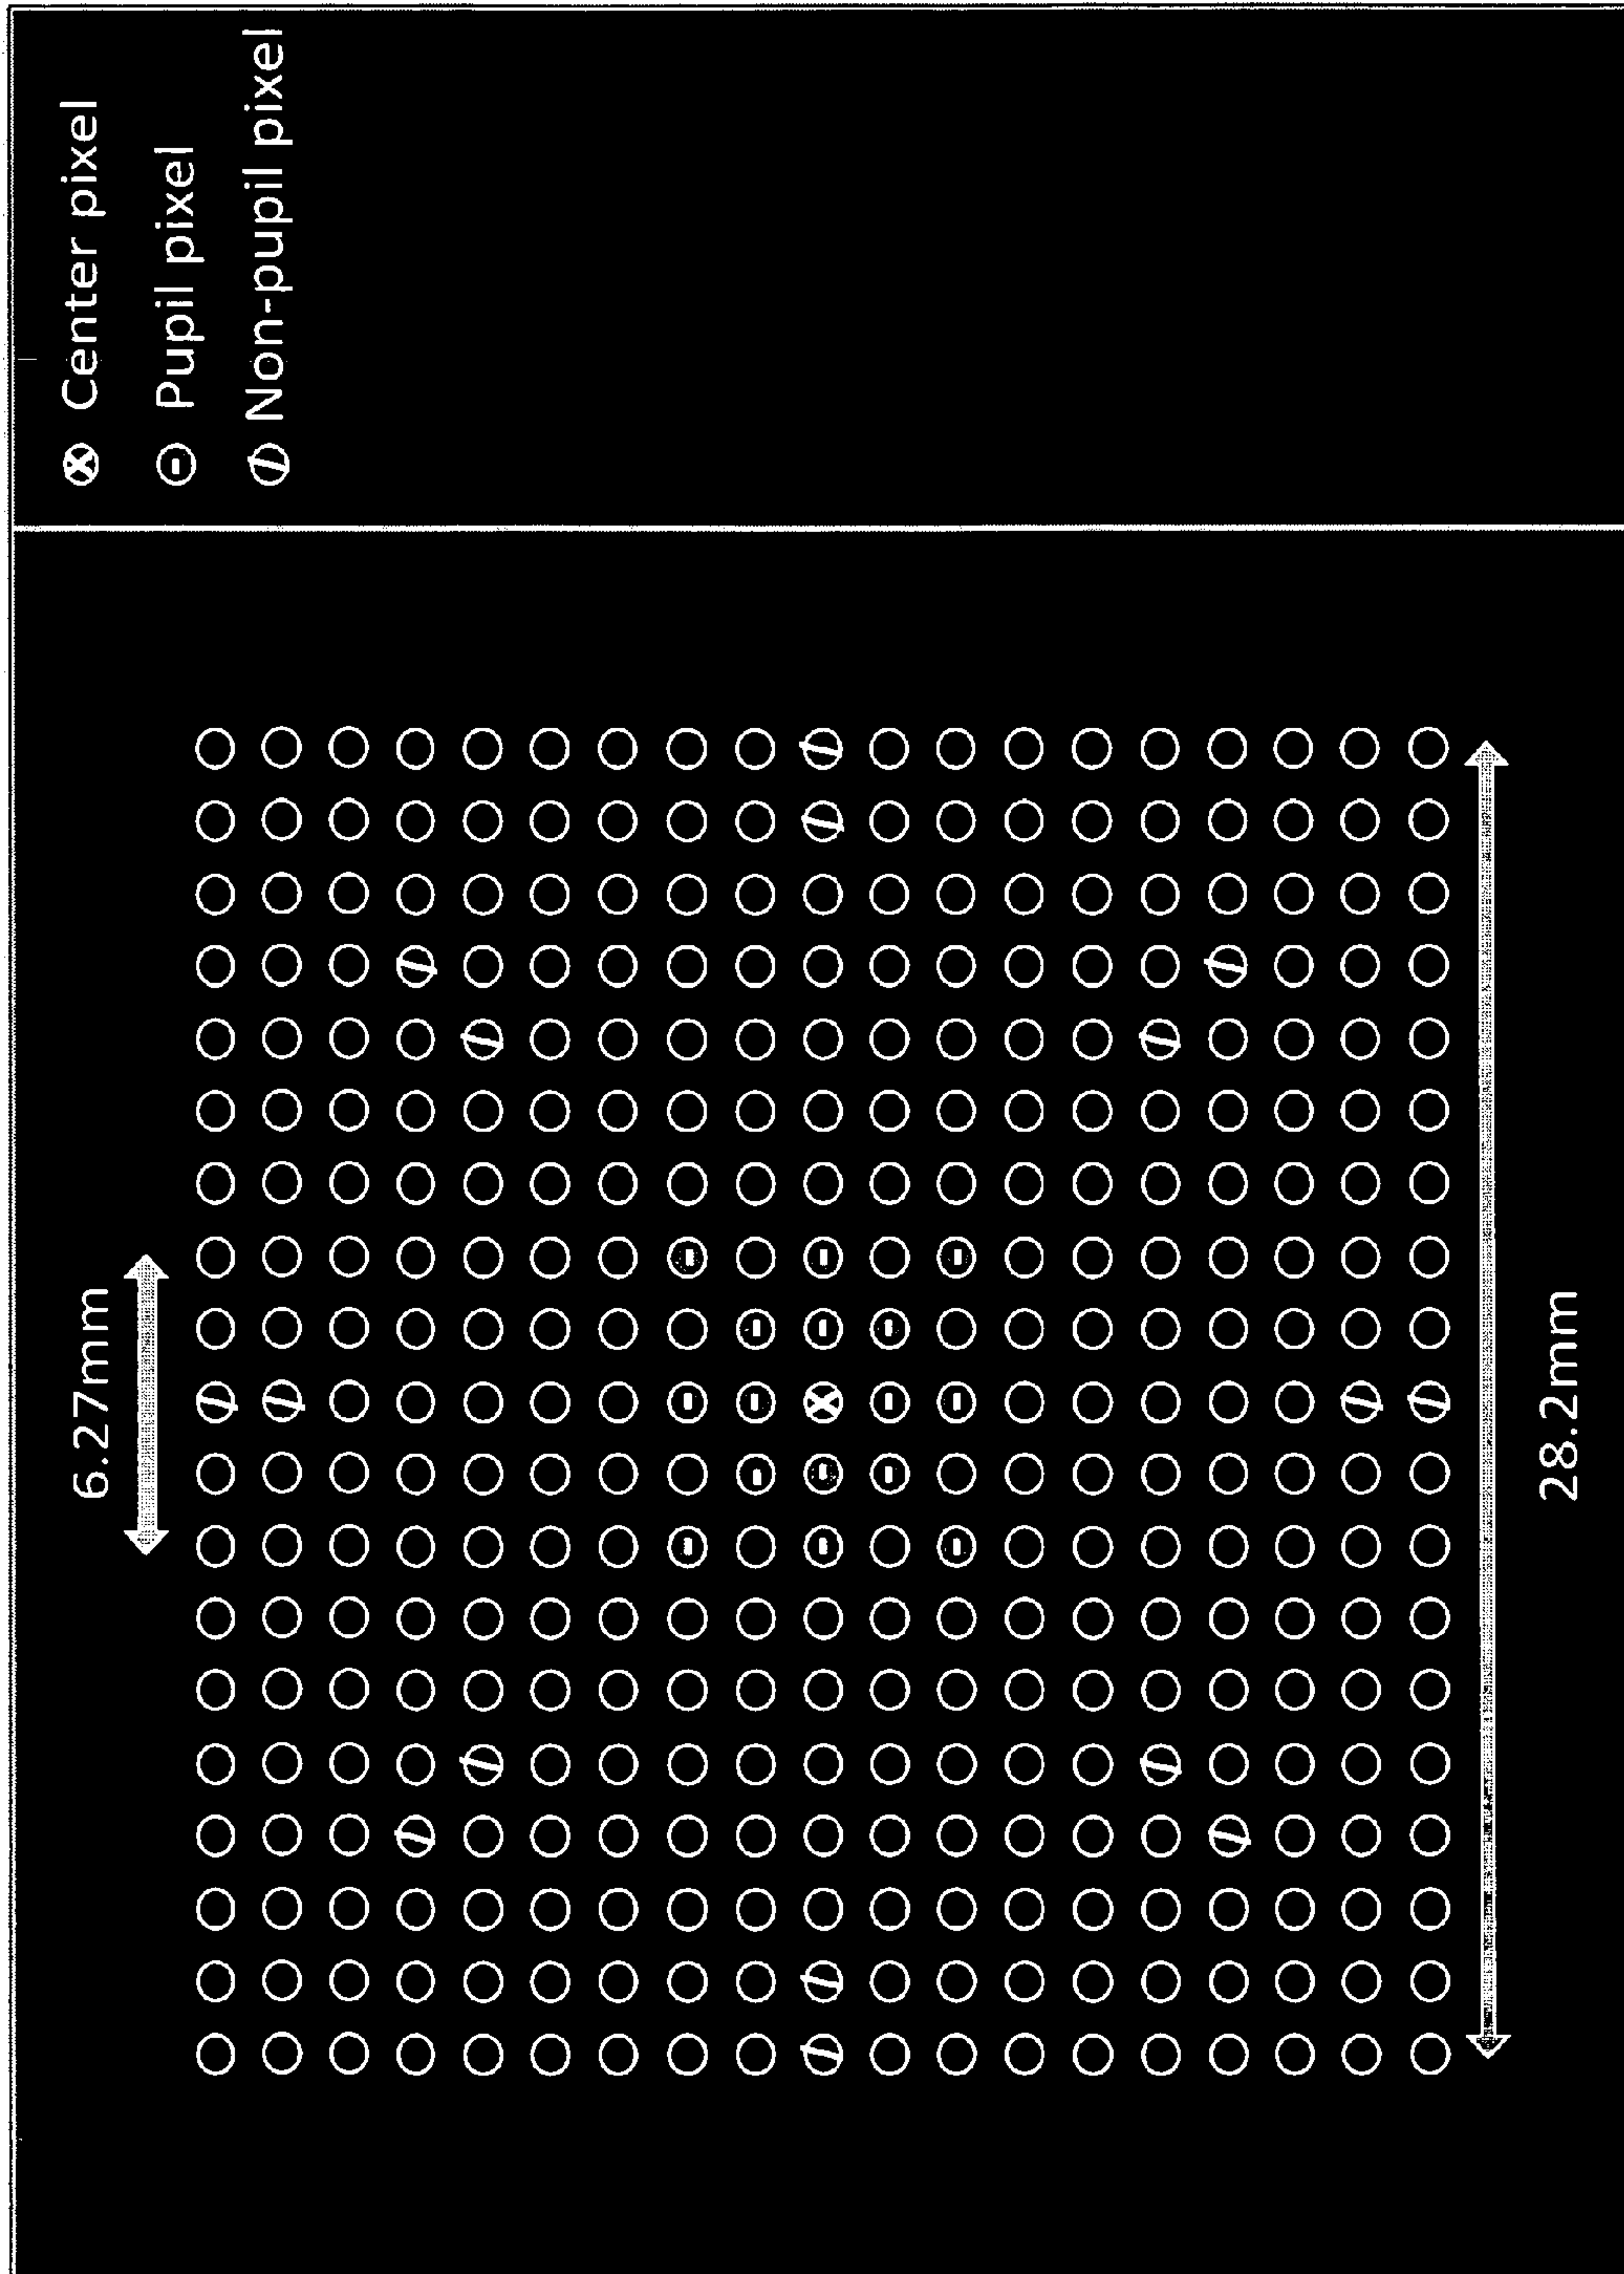 6.27mm
28.2mm
Center pixel
Pupil pixel
Non-pupil pixel